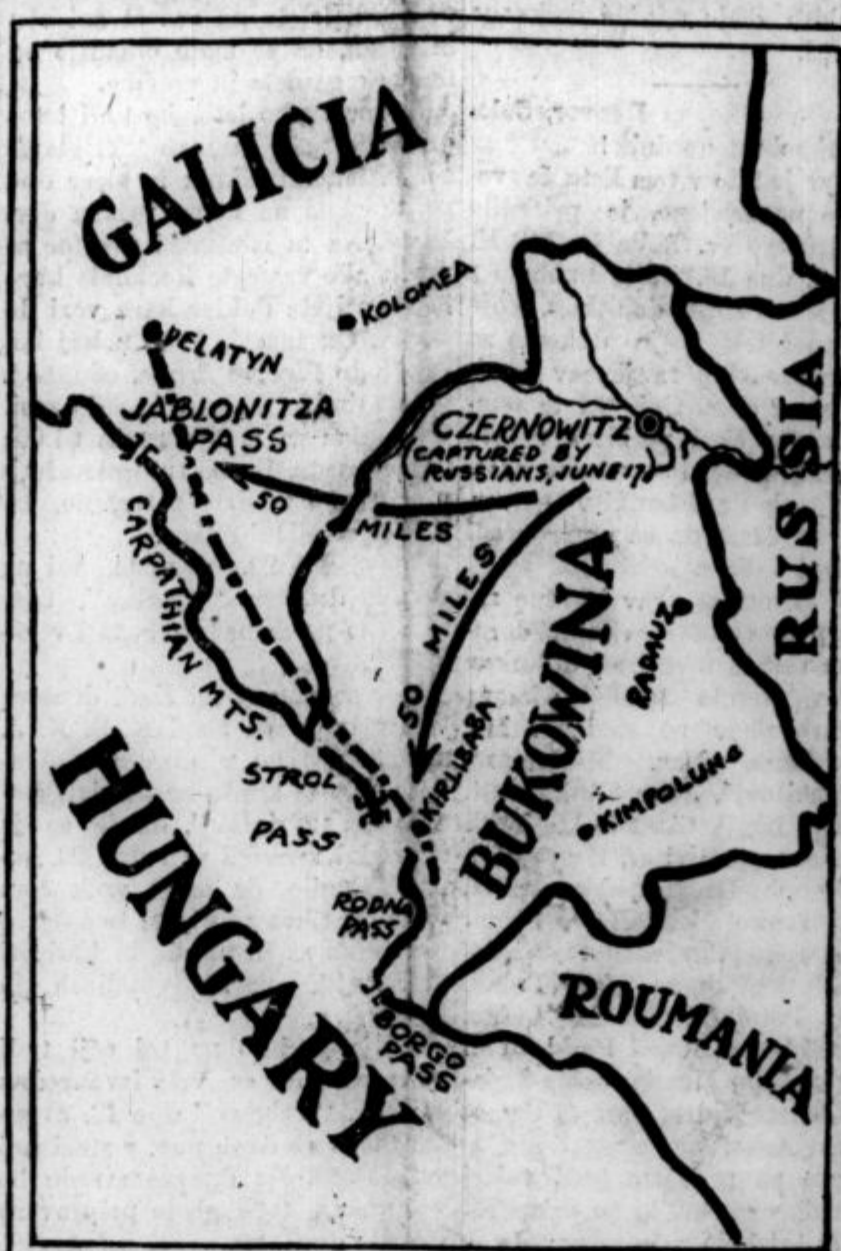 GALICIA
KOLOMEA
DELATYN
JABLONITZA
PASS
CZERNOWITZ
(CAPTURED BY
RUSSIANS, JUNE 17)
50
MILES
RUSSIA
CARPATHIAN MTS.
50 MILES
BUKOWINA
RADAUZ
STROL
PASS
KIRLIBABA
KIMPOLUNG
HUNGARY
RODNA
PASS
BORGO
PASS
ROUMANIA